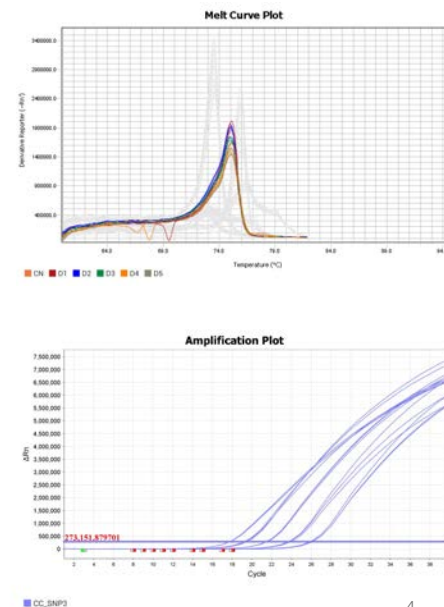 Melt Curve Plot
Derivative Reporter (-Rn')
3400000.0
2900000.0
2400000.0
1900000.0
1400000.0
900000.0
400000.0
64.0 69.0 74.0 79.0 84.0 89.0 94
Temperature (°C)
CN D1 D2 D3 D4 D5
Amplification Plot
ΔRn
7,500,000
7,000,000
6,500,000
6,000,000
5,500,000
5,000,000
4,500,000
4,000,000
3,500,000
3,000,000
2,500,000
2,000,000
1,500,000
1,000,000
500,000
273,151.879701
0
2 4 6 8 10 12 14 16 18 20 22 24 26 28 30 32 34 36 38
Cycle
CC_SNP3
4